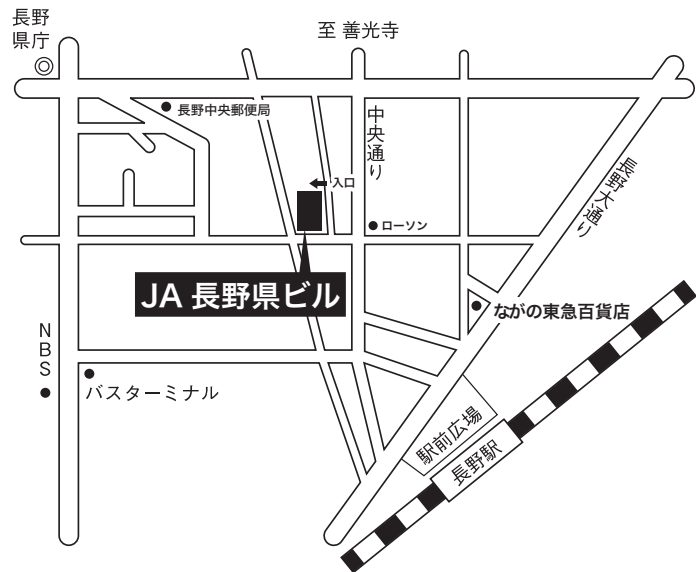 長野
県庁
至 善光寺
長野中央郵便局
中央通り
長野大通り
入口
ローソン
JA 長野県ビル
ながの東急百貨店
NBS
バスターミナル
駅前広場
長野駅